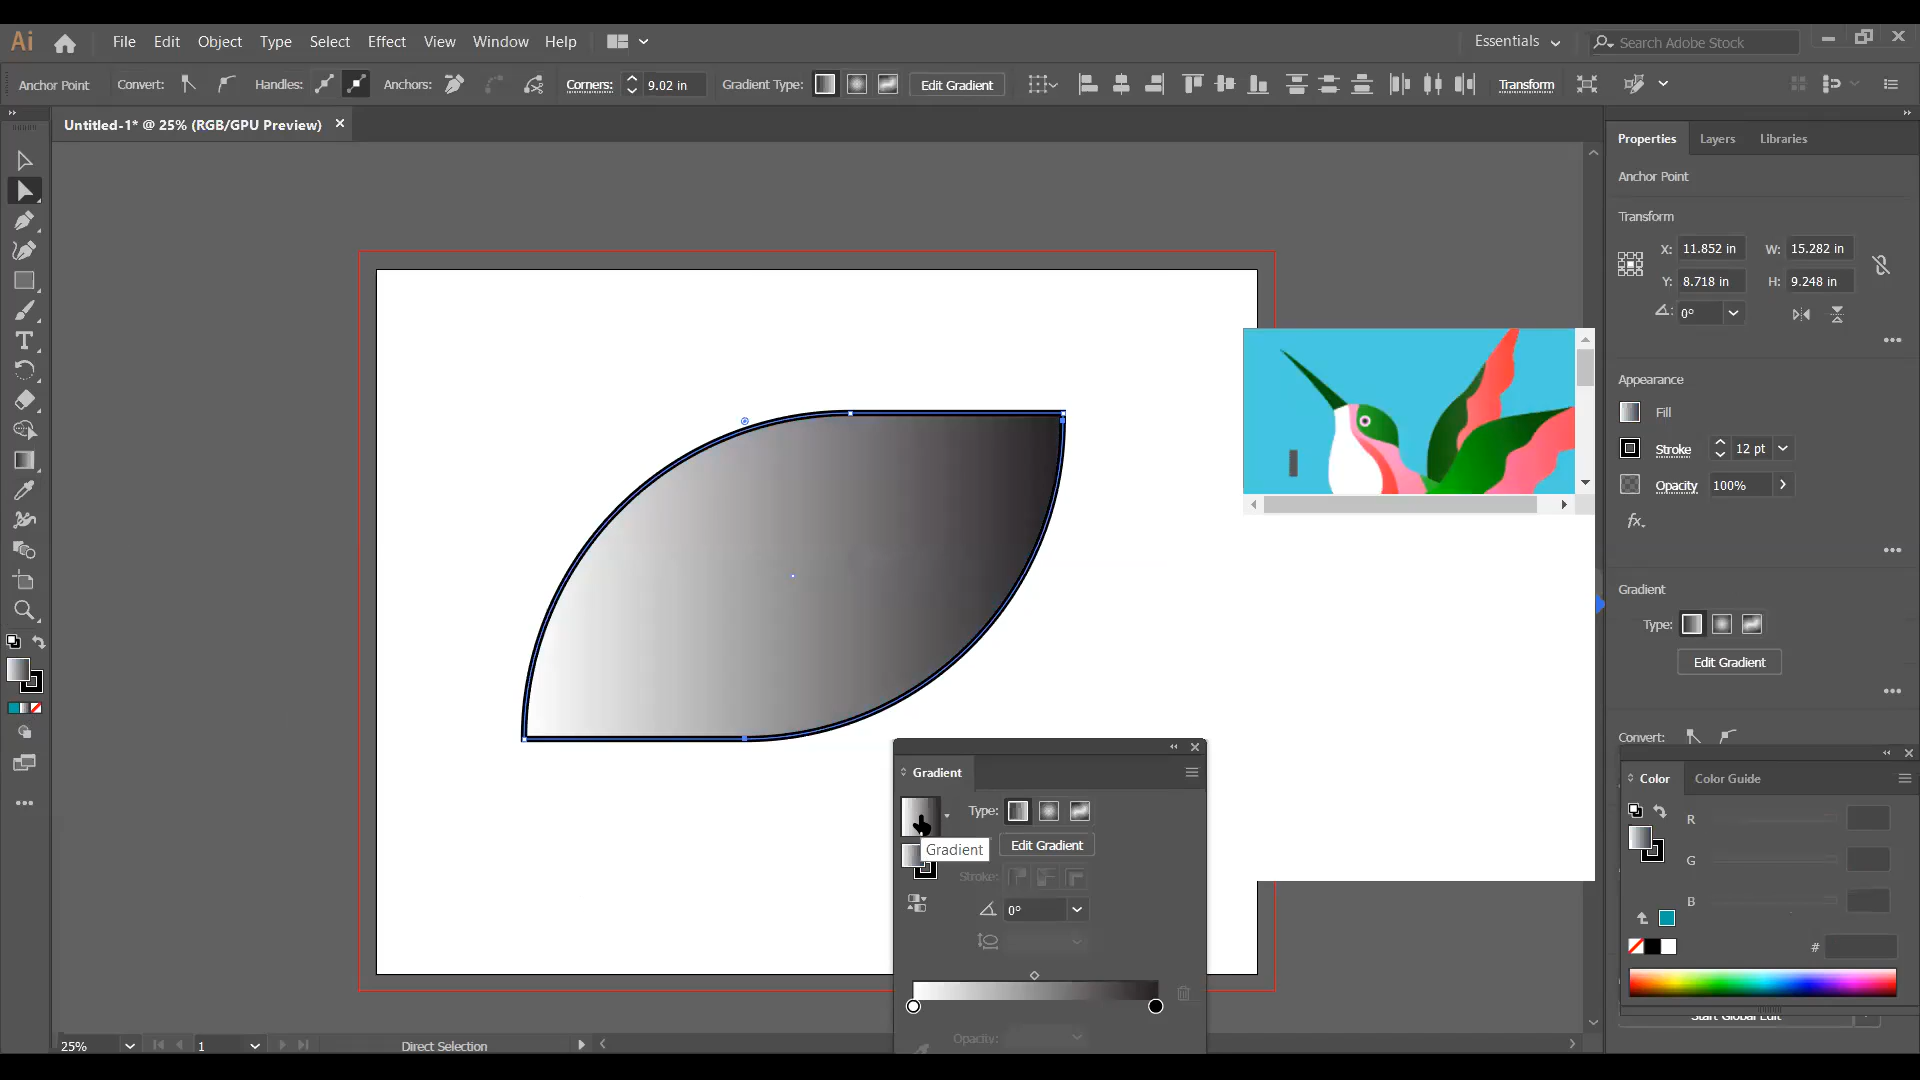 Ai File Edit Object Type Select Effect View Window Help Essentials Search Adobe Stock
Anchor Point Convert: Handles: Anchors: Corners: 9.02 in Gradient Type: Edit Gradient Transform
Untitled-1* @ 25% (RGB/GPU Preview)
Properties Layers Libraries
Anchor Point
Transform
X: 11.852 in W: 15.282 in
Y: 8.718 in H: 9.248 in
0°
Appearance
Fill
Stroke 12 pt
Opacity 100%
fx
Gradient
Type:
Edit Gradient
Convert:
Gradient
Type:
Gradient
Edit Gradient
Stroke:
0°
Opacity:
Color Color Guide
R
G
B
#
Start Global Edit
25% 1 Direct Selection